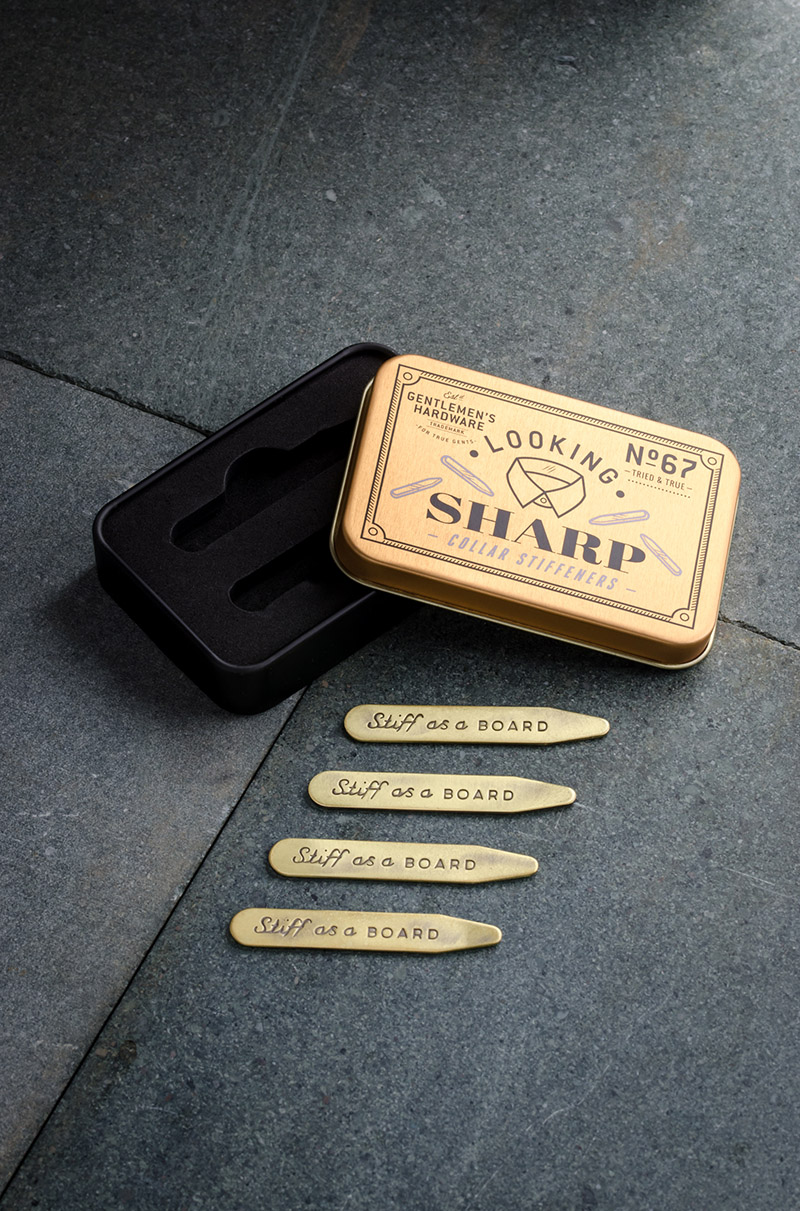 Est'd
GENTLEMEN'S
HARDWARE
TRADEMARK
·FOR TRUE GENTS·
Nº67
–TRIED & TRUE–
•LOOKING•
SHARP
– COLLAR STIFFENERS –
Stiff as a BOARD
Stiff as a BOARD
Stiff as a BOARD
Stiff as a BOARD